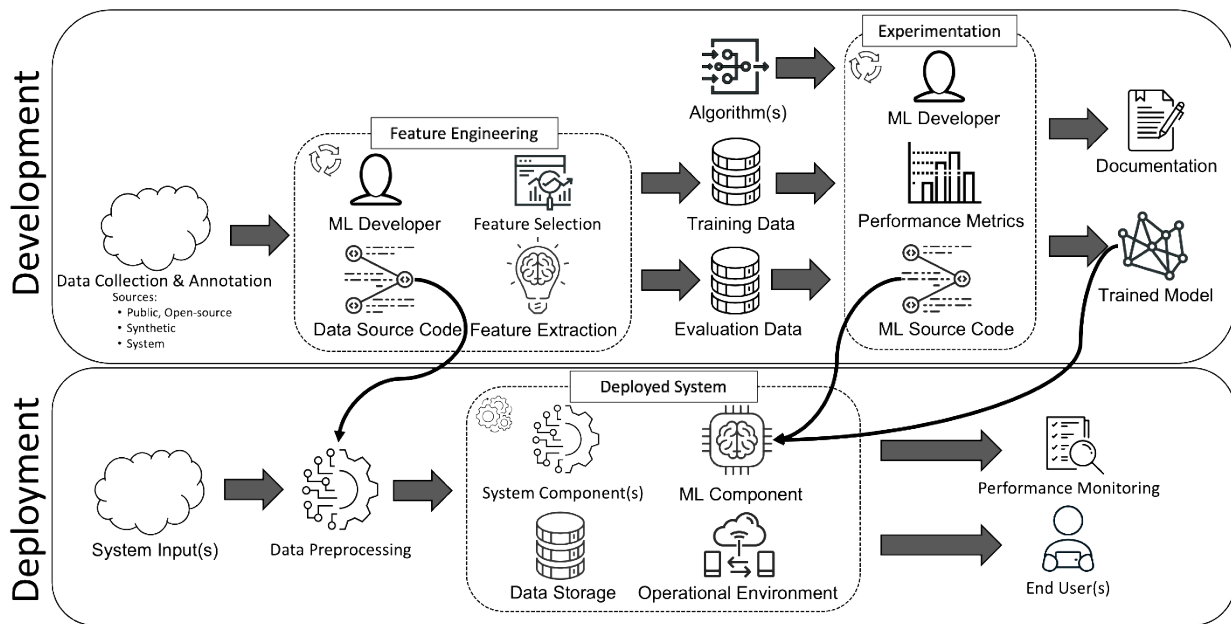 Development
Experimentation
ML Developer
Algorithm(s)
Feature Engineering
Documentation
ML Developer
Feature Selection
Training Data
Performance Metrics
Data Collection & Annotation
Sources:
• Public, Open-source
• Synthetic
• System
Data Source Code
Feature Extraction
Evaluation Data
ML Source Code
Trained Model
Deployment
Deployed System
System Component(s)
ML Component
Performance Monitoring
System Input(s)
Data Preprocessing
Data Storage
Operational Environment
End User(s)